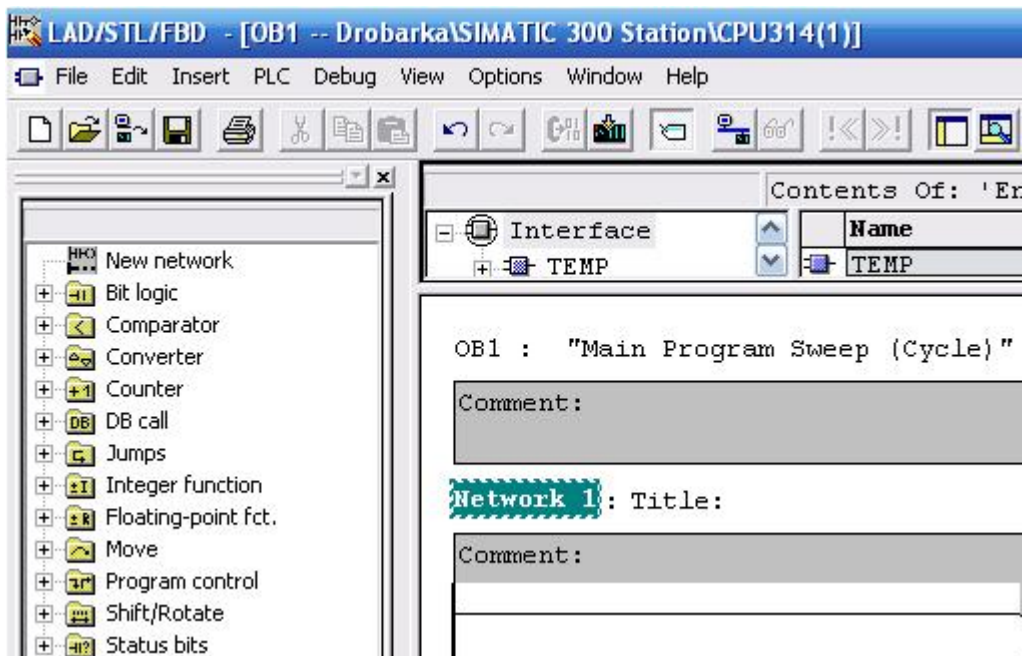 LAD/STL/FBD - [OB1 -- Drobarka\SIMATIC 300 Station\CPU314(1)]
File Edit Insert PLC Debug View Options Window Help
Contents Of: 'En
Interface
Name
TEMP
TEMP
New network
Bit logic
Comparator
Converter
Counter
DB call
Jumps
Integer function
Floating-point fct.
Move
Program control
Shift/Rotate
Status bits
OB1 : "Main Program Sweep (Cycle)"
Comment:
Network 1: Title:
Comment: